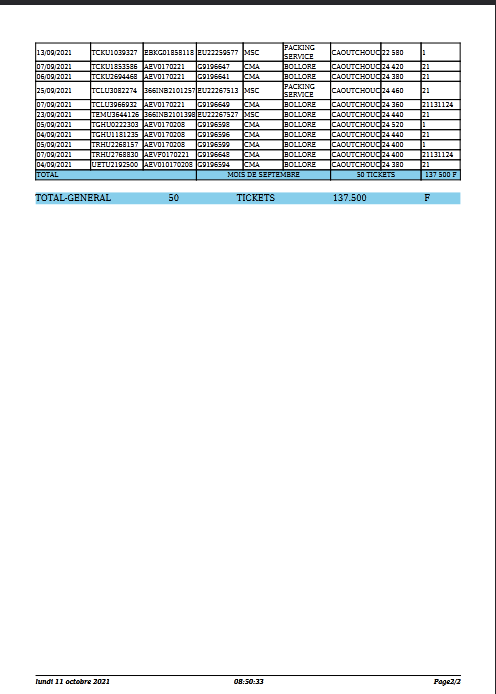 13/09/2021 TCKU1039327 EBKG01858118 EU22259577 MSC PACKING SERVICE CAOUTCHOUC 22 580 1
07/09/2021 TCKU1853586 AEV0170221 G9196647 CMA BOLLORE CAOUTCHOUC 24 420 21
06/09/2021 TCKU2694468 AEV0170221 G9196641 CMA BOLLORE CAOUTCHOUC 24 380 21
25/09/2021 TCLU3082274 366INB2101257 EU22267513 MSC PACKING SERVICE CAOUTCHOUC 24 460 21
07/09/2021 TCLU3966932 AEV0170221 G9196649 CMA BOLLORE CAOUTCHOUC 24 360 21131124
23/09/2021 TEMU3644126 366INB2101398 EU22267527 MSC BOLLORE CAOUTCHOUC 24 440 21
05/09/2021 TGHU0222303 AEV0170208 G9196598 CMA BOLLORE CAOUTCHOUC 24 520 1
04/09/2021 TGHU1181235 AEV0170208 G9196596 CMA BOLLORE CAOUTCHOUC 24 440 21
05/09/2021 TRHU2268157 AEV0170208 G9196599 CMA BOLLORE CAOUTCHOUC 24 400 1
07/09/2021 TRHU2768830 AEVF0170221 G9196648 CMA BOLLORE CAOUTCHOUC 24 400 21131124
04/09/2021 UETU2192500 AEV010170208 G9196594 CMA BOLLORE CAOUTCHOUC 24 380 21
TOTAL MOIS DE SEPTEMBRE 50 TICKETS 137 500 F
TOTAL-GENERAL 50 TICKETS 137.500 F
lundi 11 octobre 2021 08:50:33 Page2/2